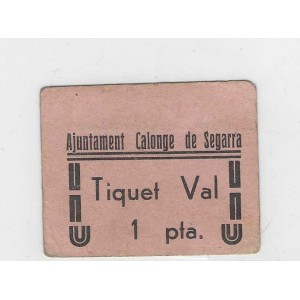 Ajuntament Calonge de Segarra
Tiquet Val
1 pta.